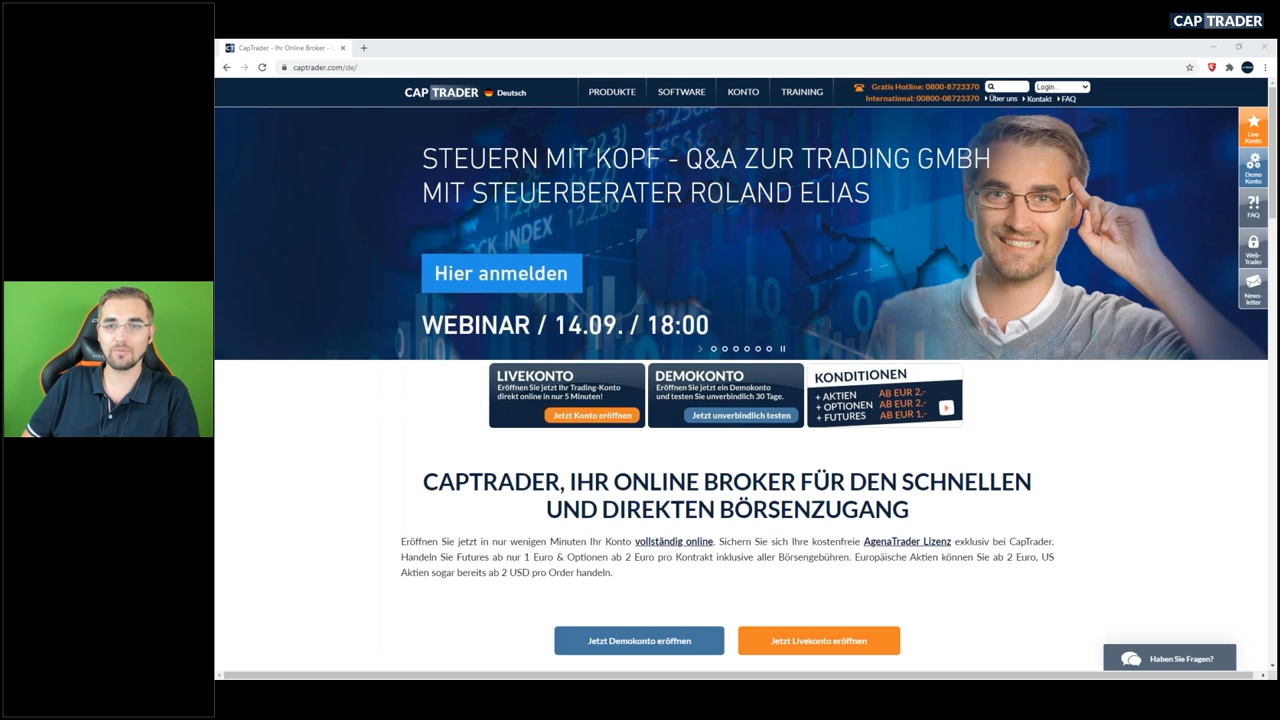 CAPTRADER
CapTrader - Ihr Online Broker -
captrader.com/de/
CAPTRADER Deutsch
PRODUKTE SOFTWARE KONTO TRAINING
Gratis Hotline: 0800-8723370
International: 00800-08723370
Login...
Über uns Kontakt FAQ
STEUERN MIT KOPF - Q&A ZUR TRADING GMBH
MIT STEUERBERATER ROLAND ELIAS
Hier anmelden
WEBINAR / 14.09. / 18:00
Live
Konto
Demo
Konto
?!
FAQ
Web-
Trader
News-
letter
LIVEKONTO
Eröffnen Sie jetzt Ihr Trading-Konto
direkt online in nur 5 Minuten!
Jetzt Konto eröffnen
DEMOKONTO
Eröffnen Sie jetzt ein Demokonto
und testen Sie unverbindlich 30 Tage.
Jetzt unverbindlich testen
KONDITIONEN
+ AKTIEN AB EUR 2,-
+ OPTIONEN AB EUR 2,-
+ FUTURES AB EUR 1,-
CAPTRADER, IHR ONLINE BROKER FÜR DEN SCHNELLEN
UND DIREKTEN BÖRSENZUGANG
Eröffnen Sie jetzt in nur wenigen Minuten Ihr Konto vollständig online. Sichern Sie sich Ihre kostenfreie AgenaTrader Lizenz exklusiv bei CapTrader.
Handeln Sie Futures ab nur 1 Euro & Optionen ab 2 Euro pro Kontrakt inklusive aller Börsengebühren. Europäische Aktien können Sie ab 2 Euro, US
Aktien sogar bereits ab 2 USD pro Order handeln.
Jetzt Demokonto eröffnen
Jetzt Livekonto eröffnen
Haben Sie Fragen?